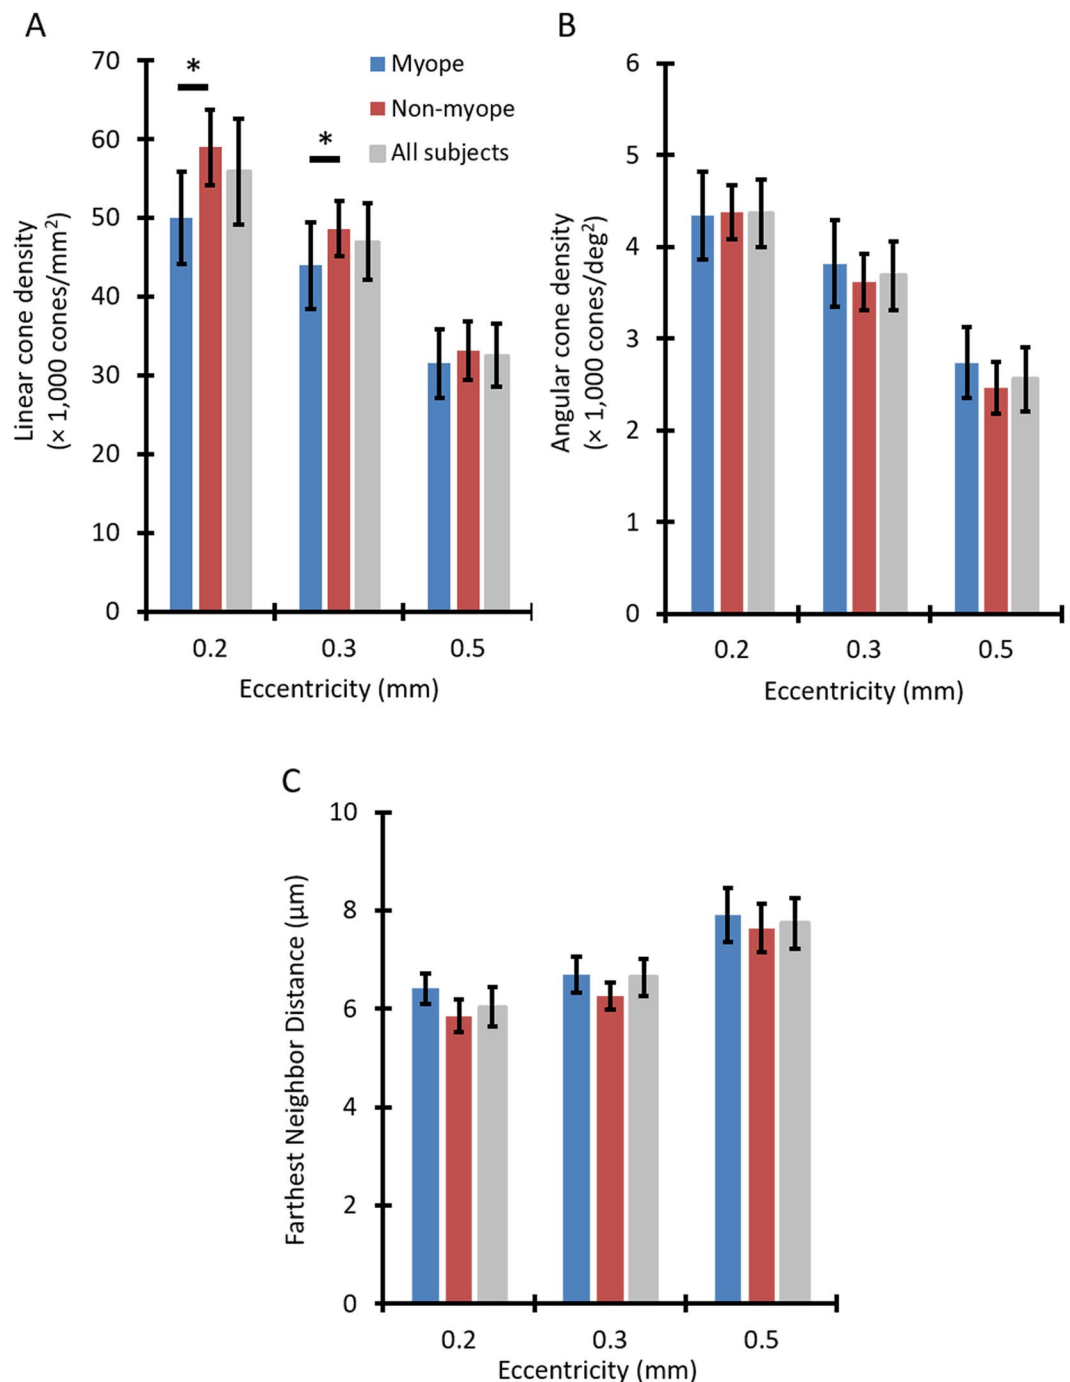 A
Linear cone density
(× 1,000 cones/mm²)
70
60
50
40
30
20
10
0
*
*
Myope
Non-myope
All subjects
0.2
0.3
0.5
Eccentricity (mm)
B
Angular cone density
(× 1,000 cones/deg²)
6
5
4
3
2
1
0
0.2
0.3
0.5
Eccentricity (mm)
C
Farthest Neighbor Distance (µm)
10
8
6
4
2
0
0.2
0.3
0.5
Eccentricity (mm)